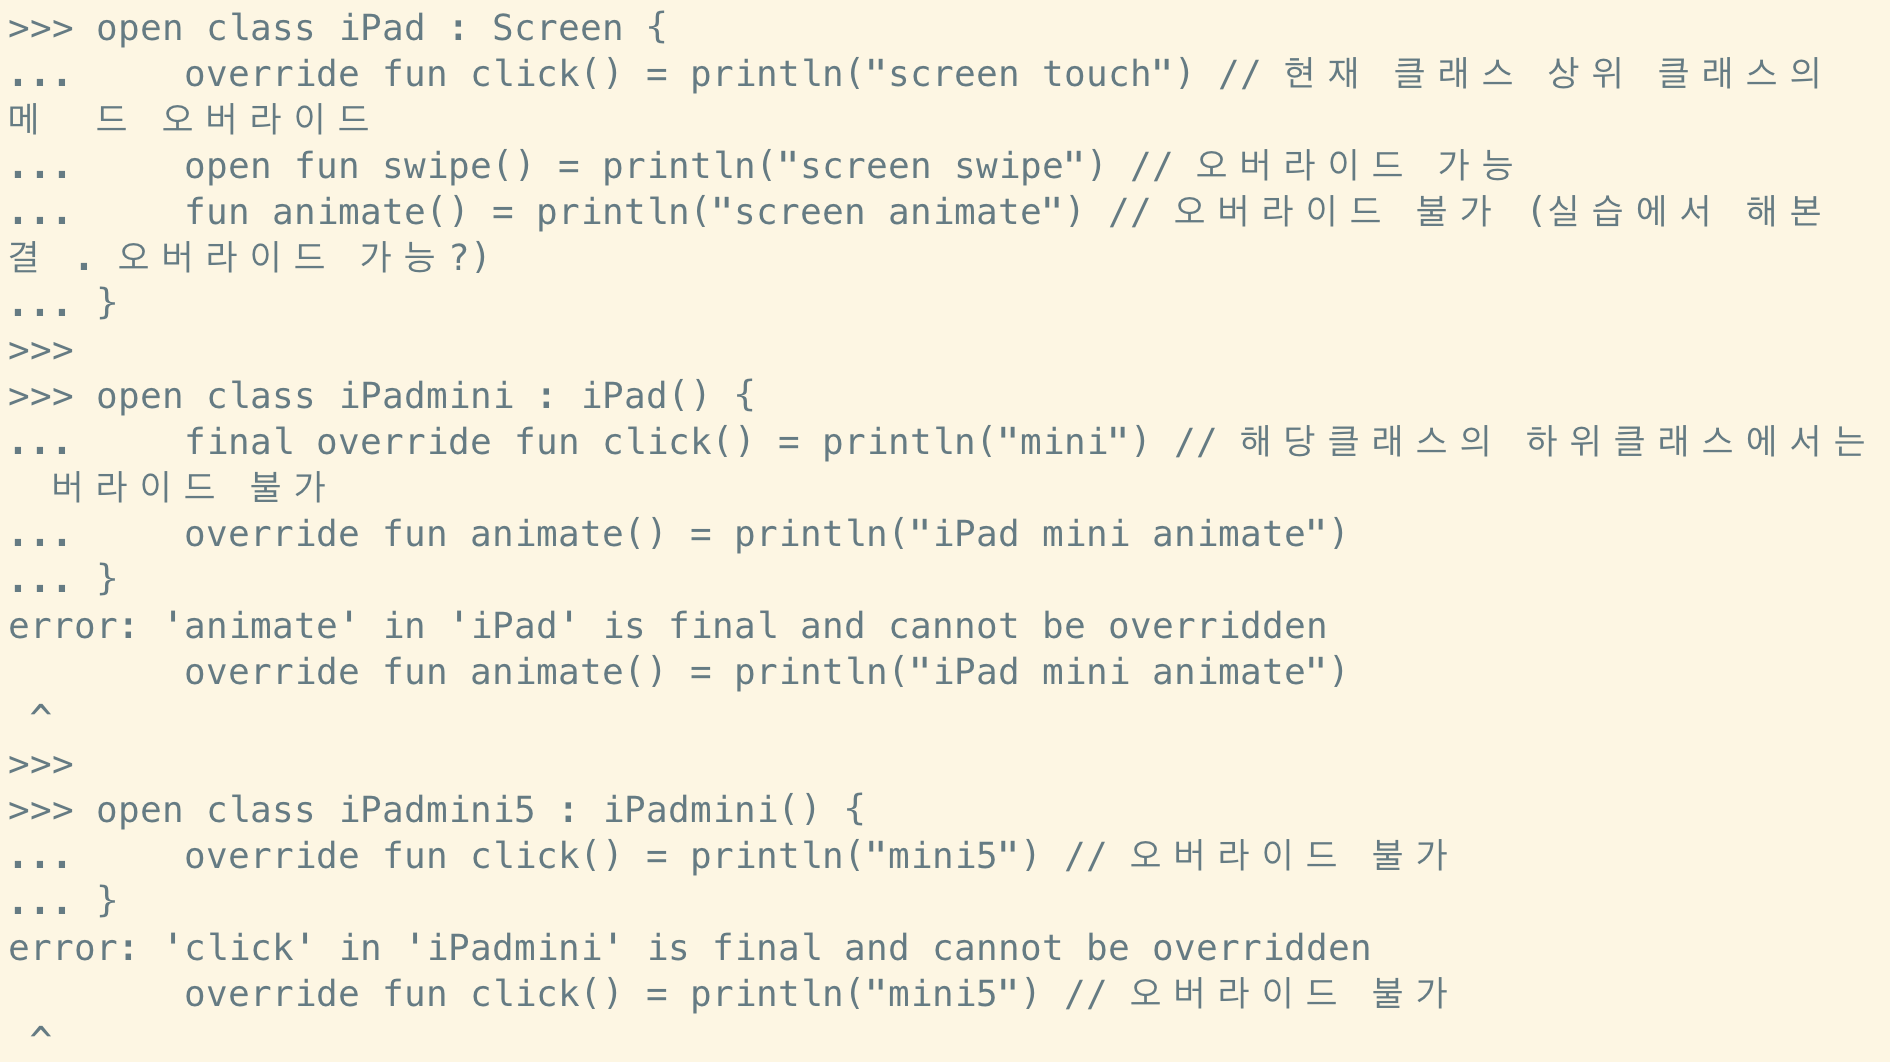 >>> open class iPad : Screen {
...     override fun click() = println("screen touch") // 현재 클래스 상위 클래스의
메  드 오버라이드
...     open fun swipe() = println("screen swipe") // 오버라이드 가능
...     fun animate() = println("screen animate") // 오버라이드 불가 (실습에서 해본
결 . 오버라이드 가능?)
... }
>>>
>>> open class iPadmini : iPad() {
...     final override fun click() = println("mini") // 해당클래스의 하위클래스에서는
  버라이드 불가
...     override fun animate() = println("iPad mini animate")
... }
error: 'animate' in 'iPad' is final and cannot be overridden
        override fun animate() = println("iPad mini animate")
 ^
>>>
>>> open class iPadmini5 : iPadmini() {
...     override fun click() = println("mini5") // 오버라이드 불가
... }
error: 'click' in 'iPadmini' is final and cannot be overridden
        override fun click() = println("mini5") // 오버라이드 불가
 ^